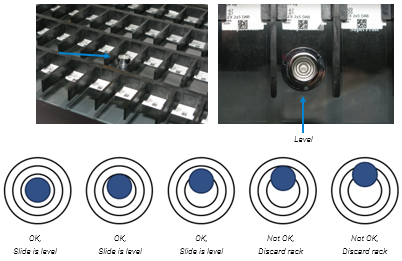 Level
OK,
Slide is level
OK,
Slide is level
OK,
Slide is level
Not OK,
Discard rack
Not OK,
Discard rack